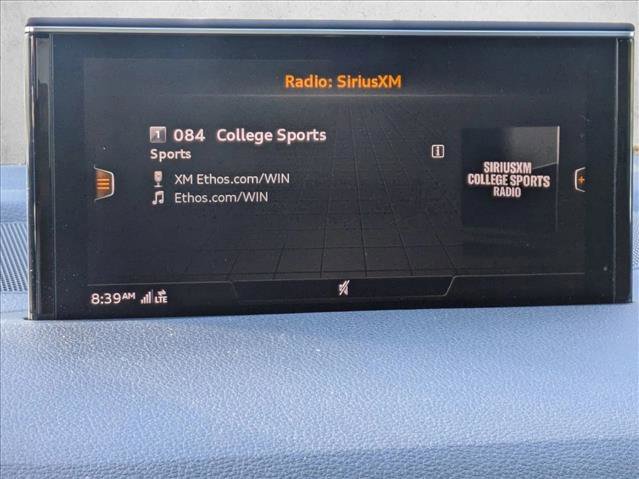 Radio: SiriusXM
1 084 College Sports
Sports
XM Ethos.com/WIN
Ethos.com/WIN
SIRIUSXM
COLLEGE SPORTS
RADIO
8:39AM LTE